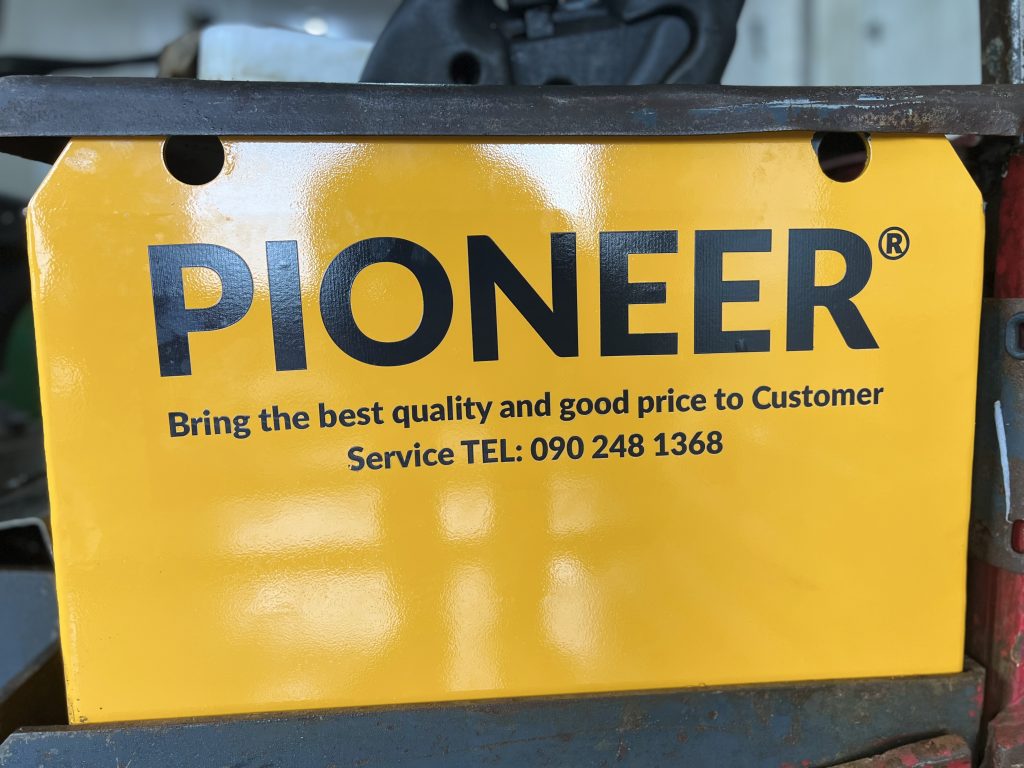 PIONEER®
Bring the best quality and good price to Customer
Service TEL: 090 248 1368